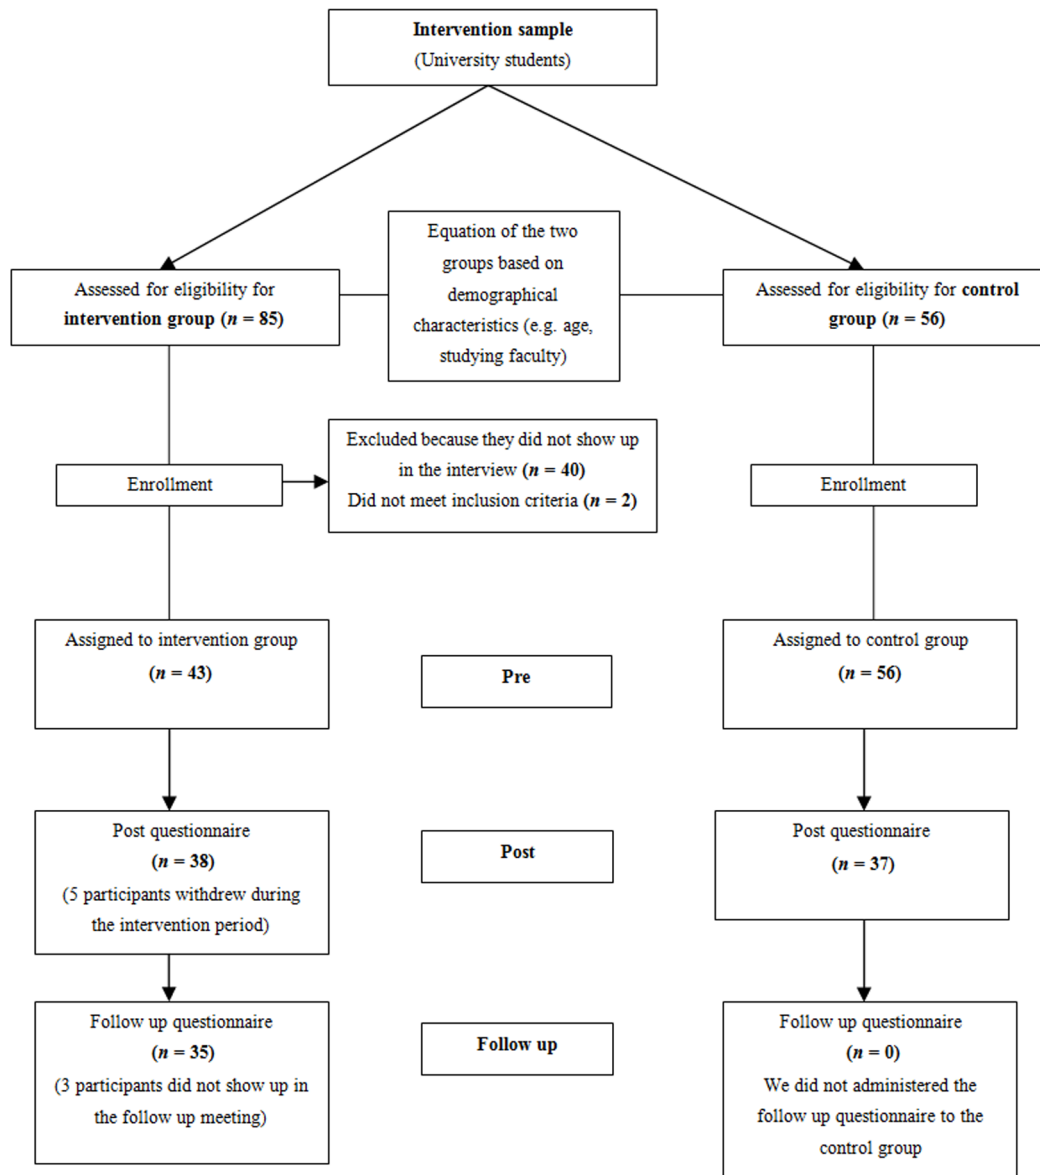 Intervention sample
(University students)
Equation of the two
groups based on
demographical
characteristics (e.g. age,
studying faculty)
Assessed for eligibility for
intervention group (n = 85)
Assessed for eligibility for control
group (n = 56)
Excluded because they did not show up
in the interview (n = 40)
Did not meet inclusion criteria (n = 2)
Enrollment
Enrollment
Assigned to intervention group
(n = 43)
Pre
Assigned to control group
(n = 56)
Post questionnaire
(n = 38)
(5 participants withdrew during
the intervention period)
Post
Post questionnaire
(n = 37)
Follow up questionnaire
(n = 35)
(3 participants did not show up in
the follow up meeting)
Follow up
Follow up questionnaire
(n = 0)
We did not administered the
follow up questionnaire to the
control group